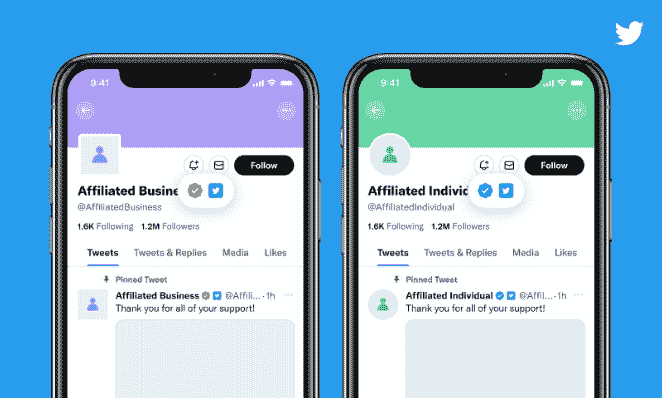 9:41
Follow
Affiliated Busine
@AffiliatedBusiness
1.6K Following 1.2M Followers
Tweets Tweets & Replies Media Likes
Pinned Tweet
Affiliated Business @Affili... · 1h
Thank you for all of your support!
9:41
Follow
Affiliated Individ
@AffiliatedIndividual
1.6K Following 1.2M Followers
Tweets Tweets & Replies Media Likes
Pinned Tweet
Affiliated Individual @Affil... · 1h
Thank you for all of your support!